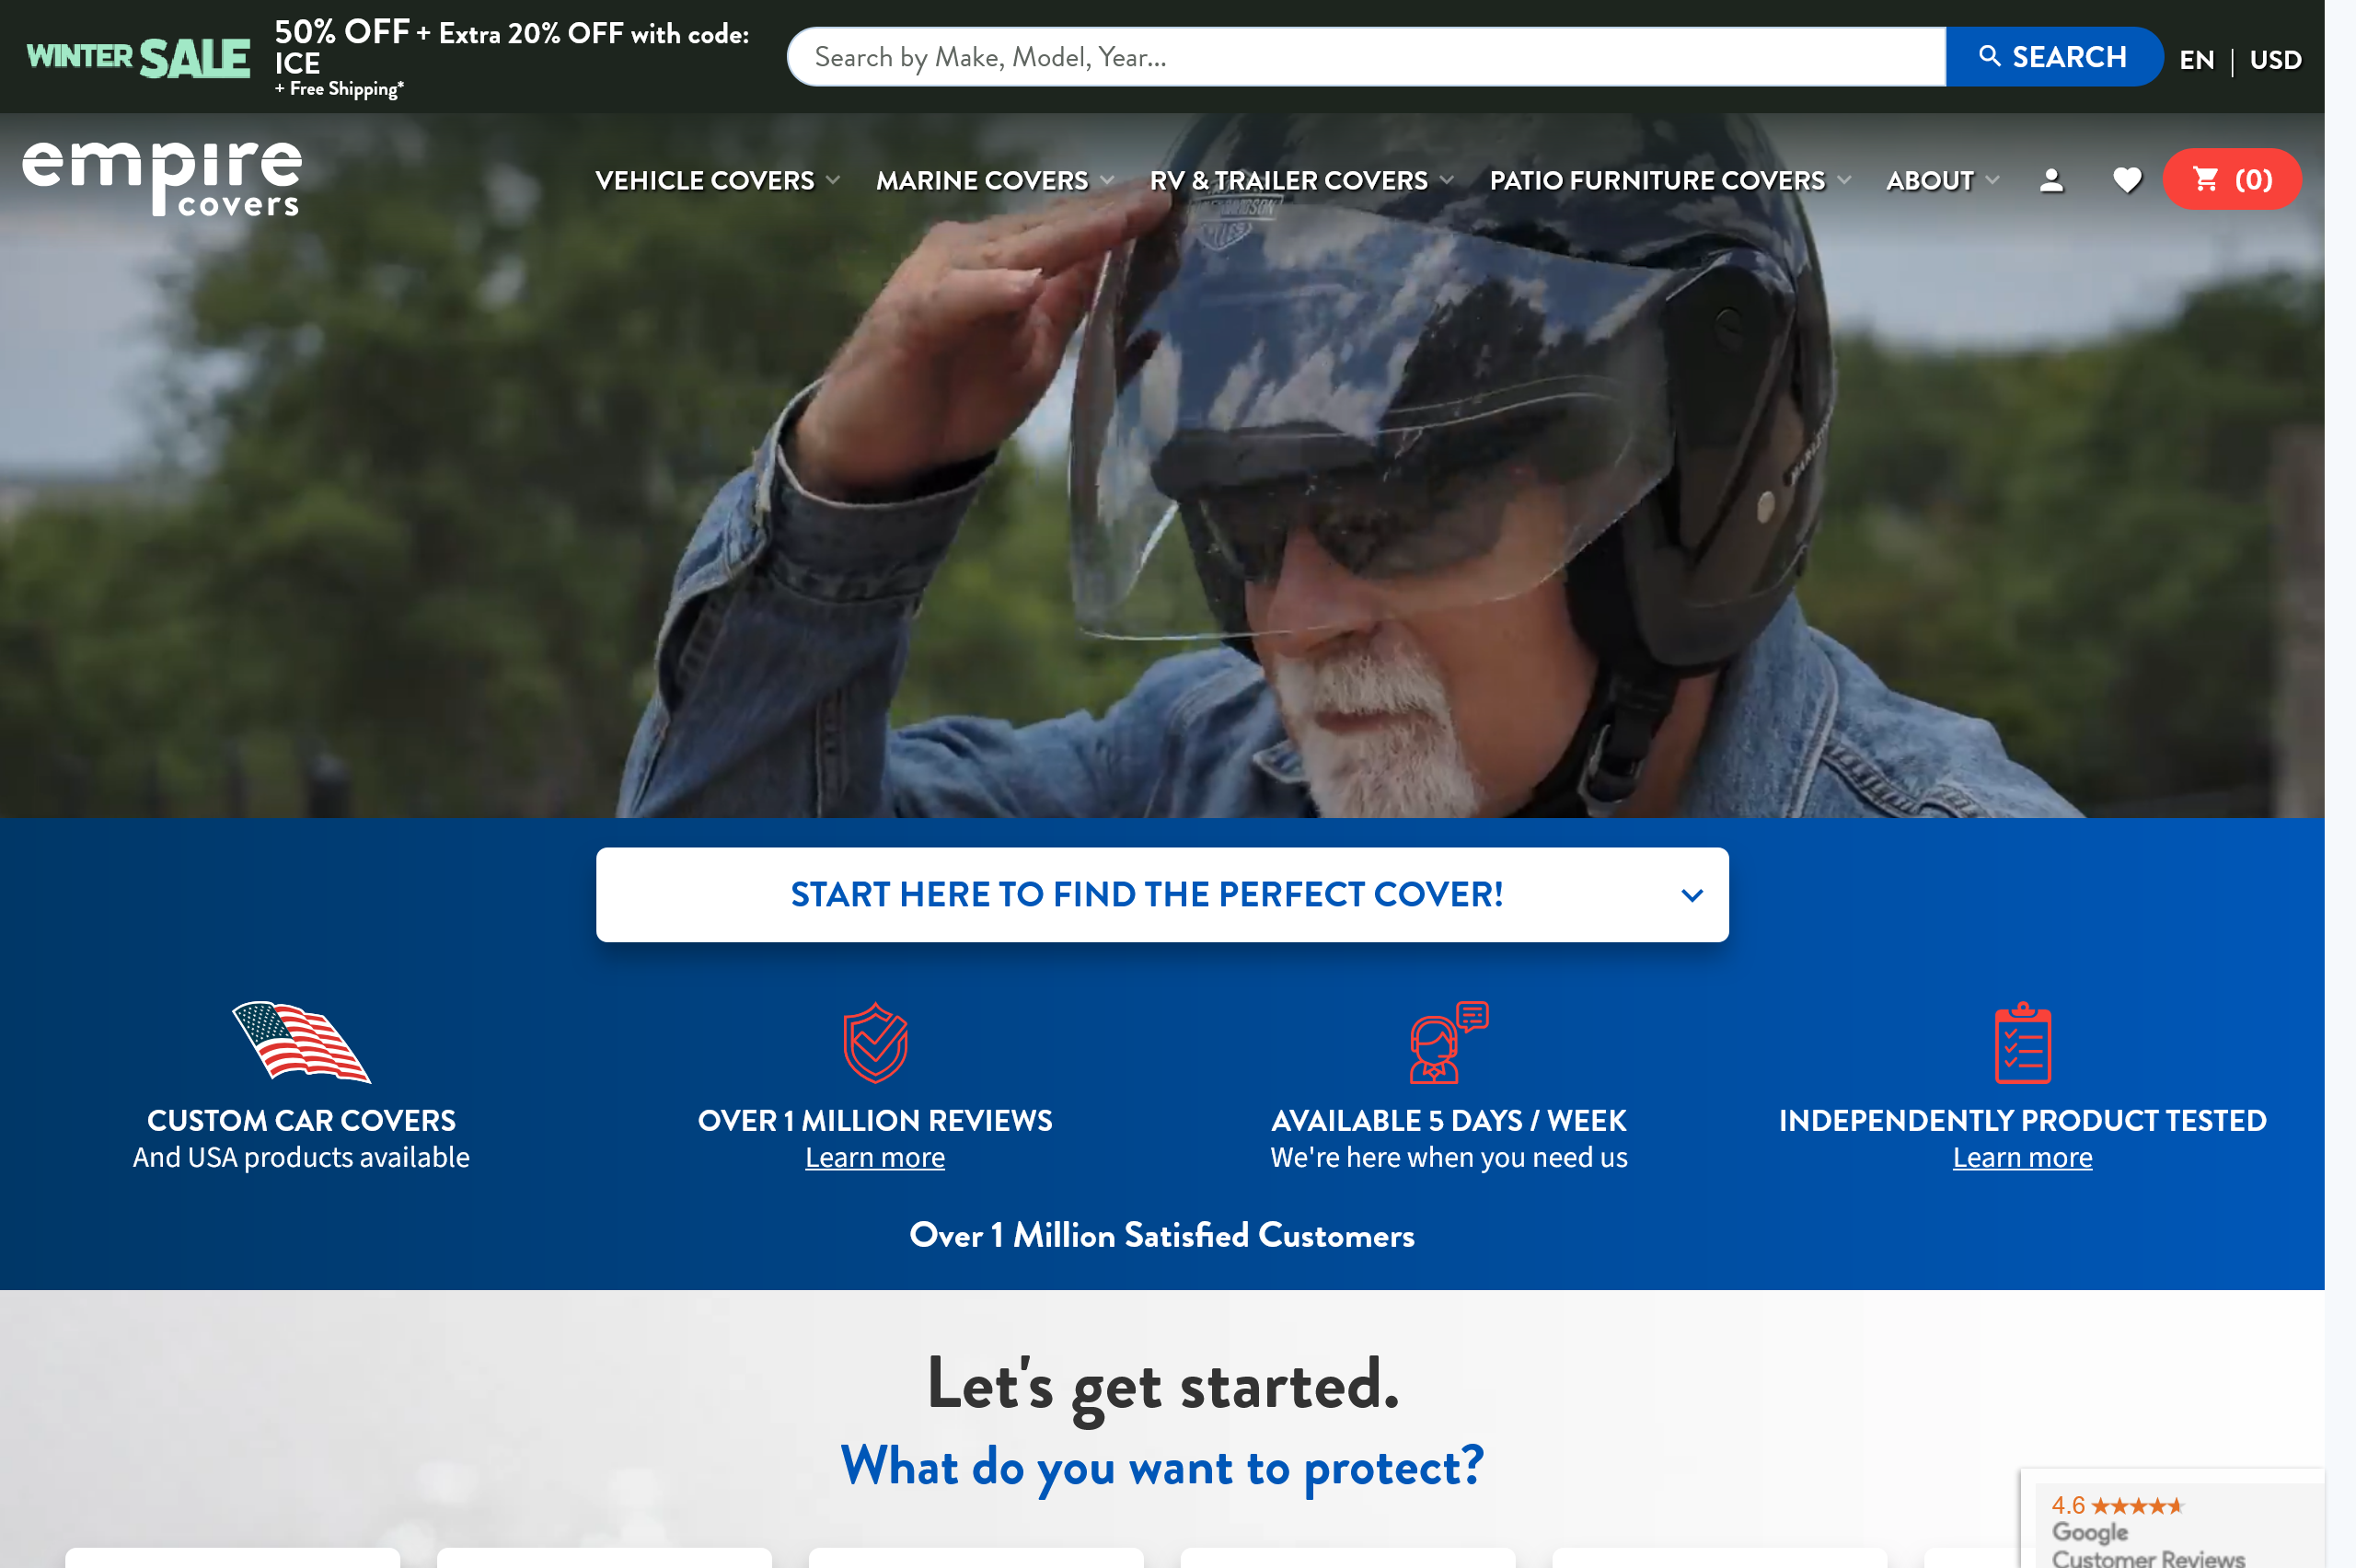 WINTER SALE
50% OFF + Extra 20% OFF with code:
ICE
+ Free Shipping*
Search by Make, Model, Year...
SEARCH
EN | USD
empire
covers
VEHICLE COVERS
MARINE COVERS
RV & TRAILER COVERS
PATIO FURNITURE COVERS
ABOUT
(0)
START HERE TO FIND THE PERFECT COVER!
CUSTOM CAR COVERS
And USA products available
OVER 1 MILLION REVIEWS
Learn more
AVAILABLE 5 DAYS / WEEK
We're here when you need us
INDEPENDENTLY PRODUCT TESTED
Learn more
Over 1 Million Satisfied Customers
Let's get started.
What do you want to protect?
4.6
Google
Customer Reviews